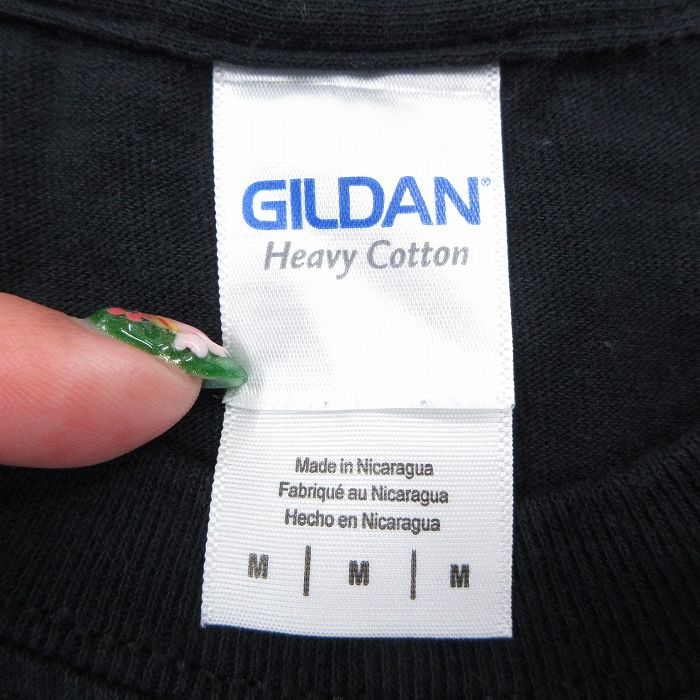 GILDAN®
Heavy Cotton
Made in Nicaragua
Fabriqué au Nicaragua
Hecho en Nicaragua
M | M | M